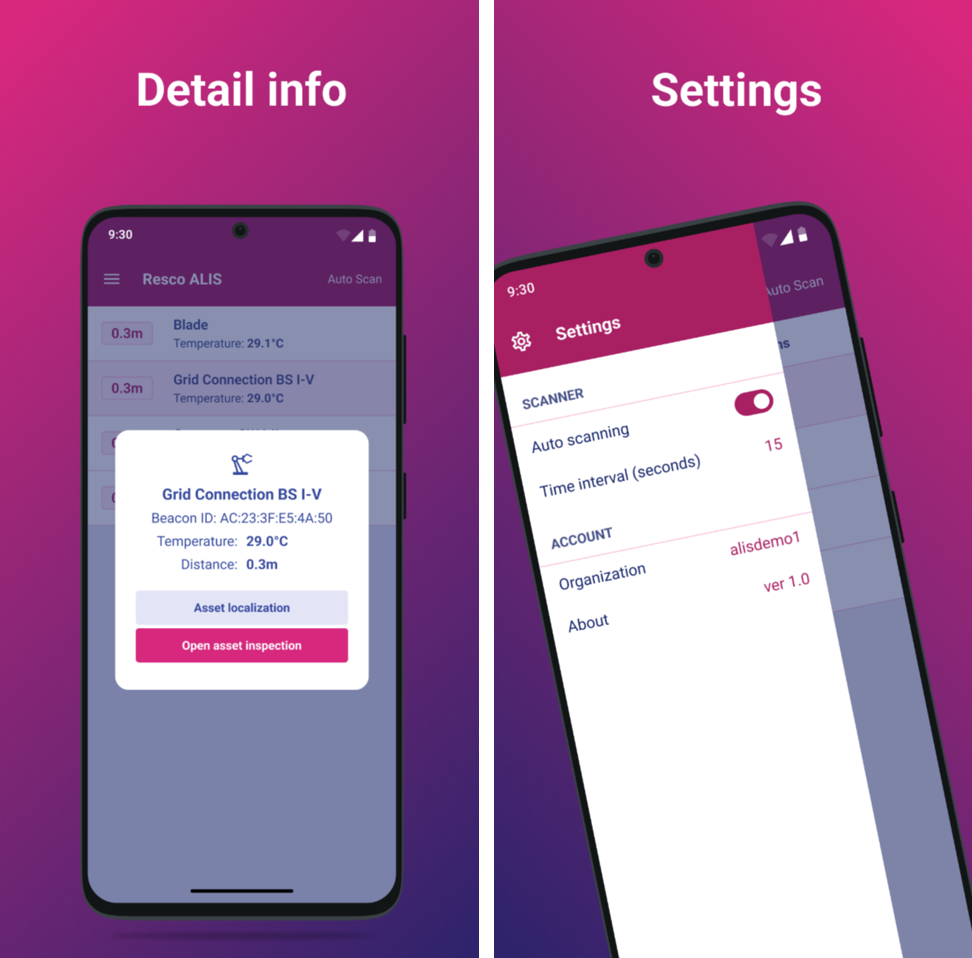 Detail info
9:30
Resco ALIS
Auto Scan
0.3m
Blade
Temperature: 29.1°C
0.3m
Grid Connection BS I-V
Temperature: 29.0°C
Grid Connection BS I-V
Beacon ID: AC:23:3F:E5:4A:50
Temperature: 29.0°C
Distance: 0.3m
Asset localization
Open asset inspection
Settings
9:30
Auto Scan
Settings
SCANNER
Auto scanning
Time interval (seconds) 15
ACCOUNT
Organization alisdemo1
About ver 1.0